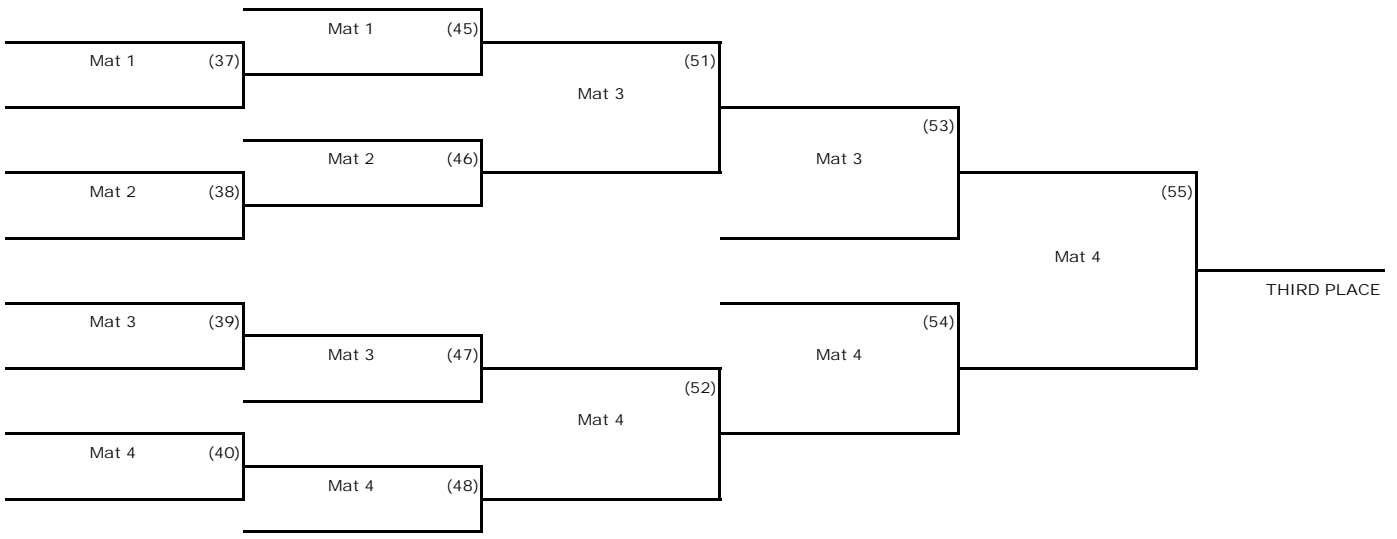 Mat 1 (45)
Mat 1 (37)
(51)
Mat 3
(53)
Mat 2 (46)
Mat 3
Mat 2 (38)
(55)
Mat 4
THIRD PLACE
Mat 3 (39)
(54)
Mat 3 (47)
Mat 4
(52)
Mat 4
Mat 4 (40)
Mat 4 (48)